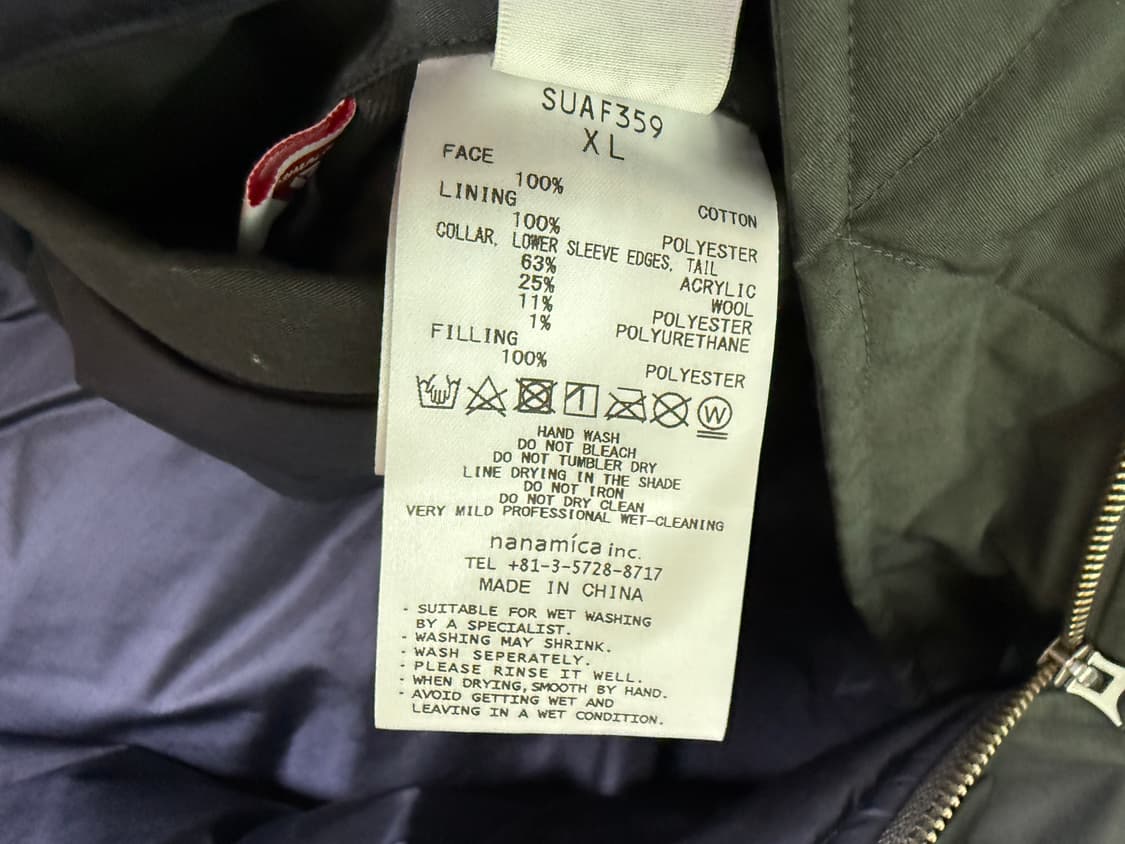 SUAF359
XL
FACE
100% COTTON
LINING
100% POLYESTER
COLLAR, LOWER SLEEVE EDGES, TAIL
63% ACRYLIC
25% WOOL
11% POLYESTER
1% POLYURETHANE
FILLING
100% POLYESTER
W
HAND WASH
DO NOT BLEACH
DO NOT TUMBLER DRY
LINE DRYING IN THE SHADE
DO NOT IRON
DO NOT DRY CLEAN
VERY MILD PROFESSIONAL WET-CLEANING
nanamica inc.
TEL +81-3-5728-8717
MADE IN CHINA
- SUITABLE FOR WET WASHING
BY A SPECIALIST.
- WASHING MAY SHRINK.
- WASH SEPERATELY.
- PLEASE RINSE IT WELL.
- WHEN DRYING, SMOOTH BY HAND.
- AVOID GETTING WET AND
LEAVING IN A WET CONDITION.